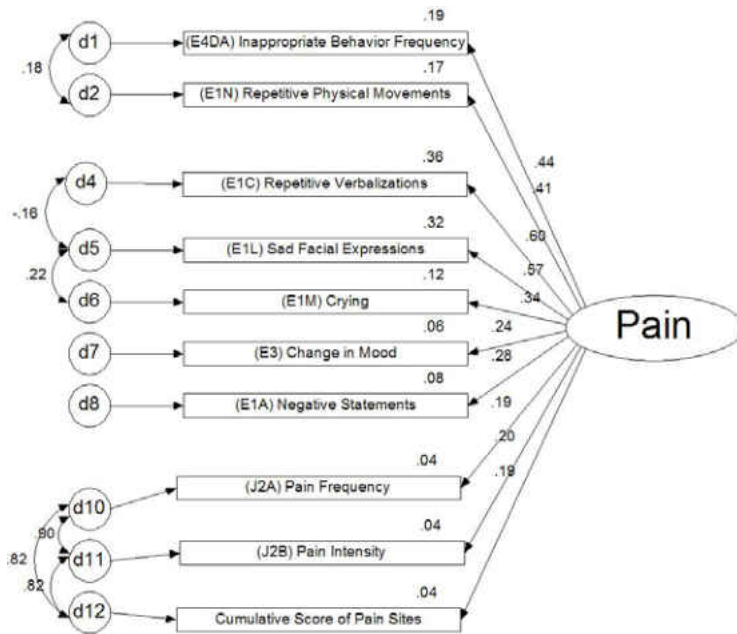 .19
d1
(E4DA) Inappropriate Behavior Frequency
.18
.17
d2
(E1N) Repetitive Physical Movements
.44
.41
.36
d4
(E1C) Repetitive Verbalizations
-.16
.60
.32
d5
(E1L) Sad Facial Expressions
.57
.22
.12
.34
d6
(E1M) Crying
Pain
.06
.24
d7
(E3) Change in Mood
.28
.08
d8
(E1A) Negative Statements
.19
.20
.04
d10
(J2A) Pain Frequency
.19
.90
.04
.82
d11
(J2B) Pain Intensity
.82
.04
d12
Cumulative Score of Pain Sites